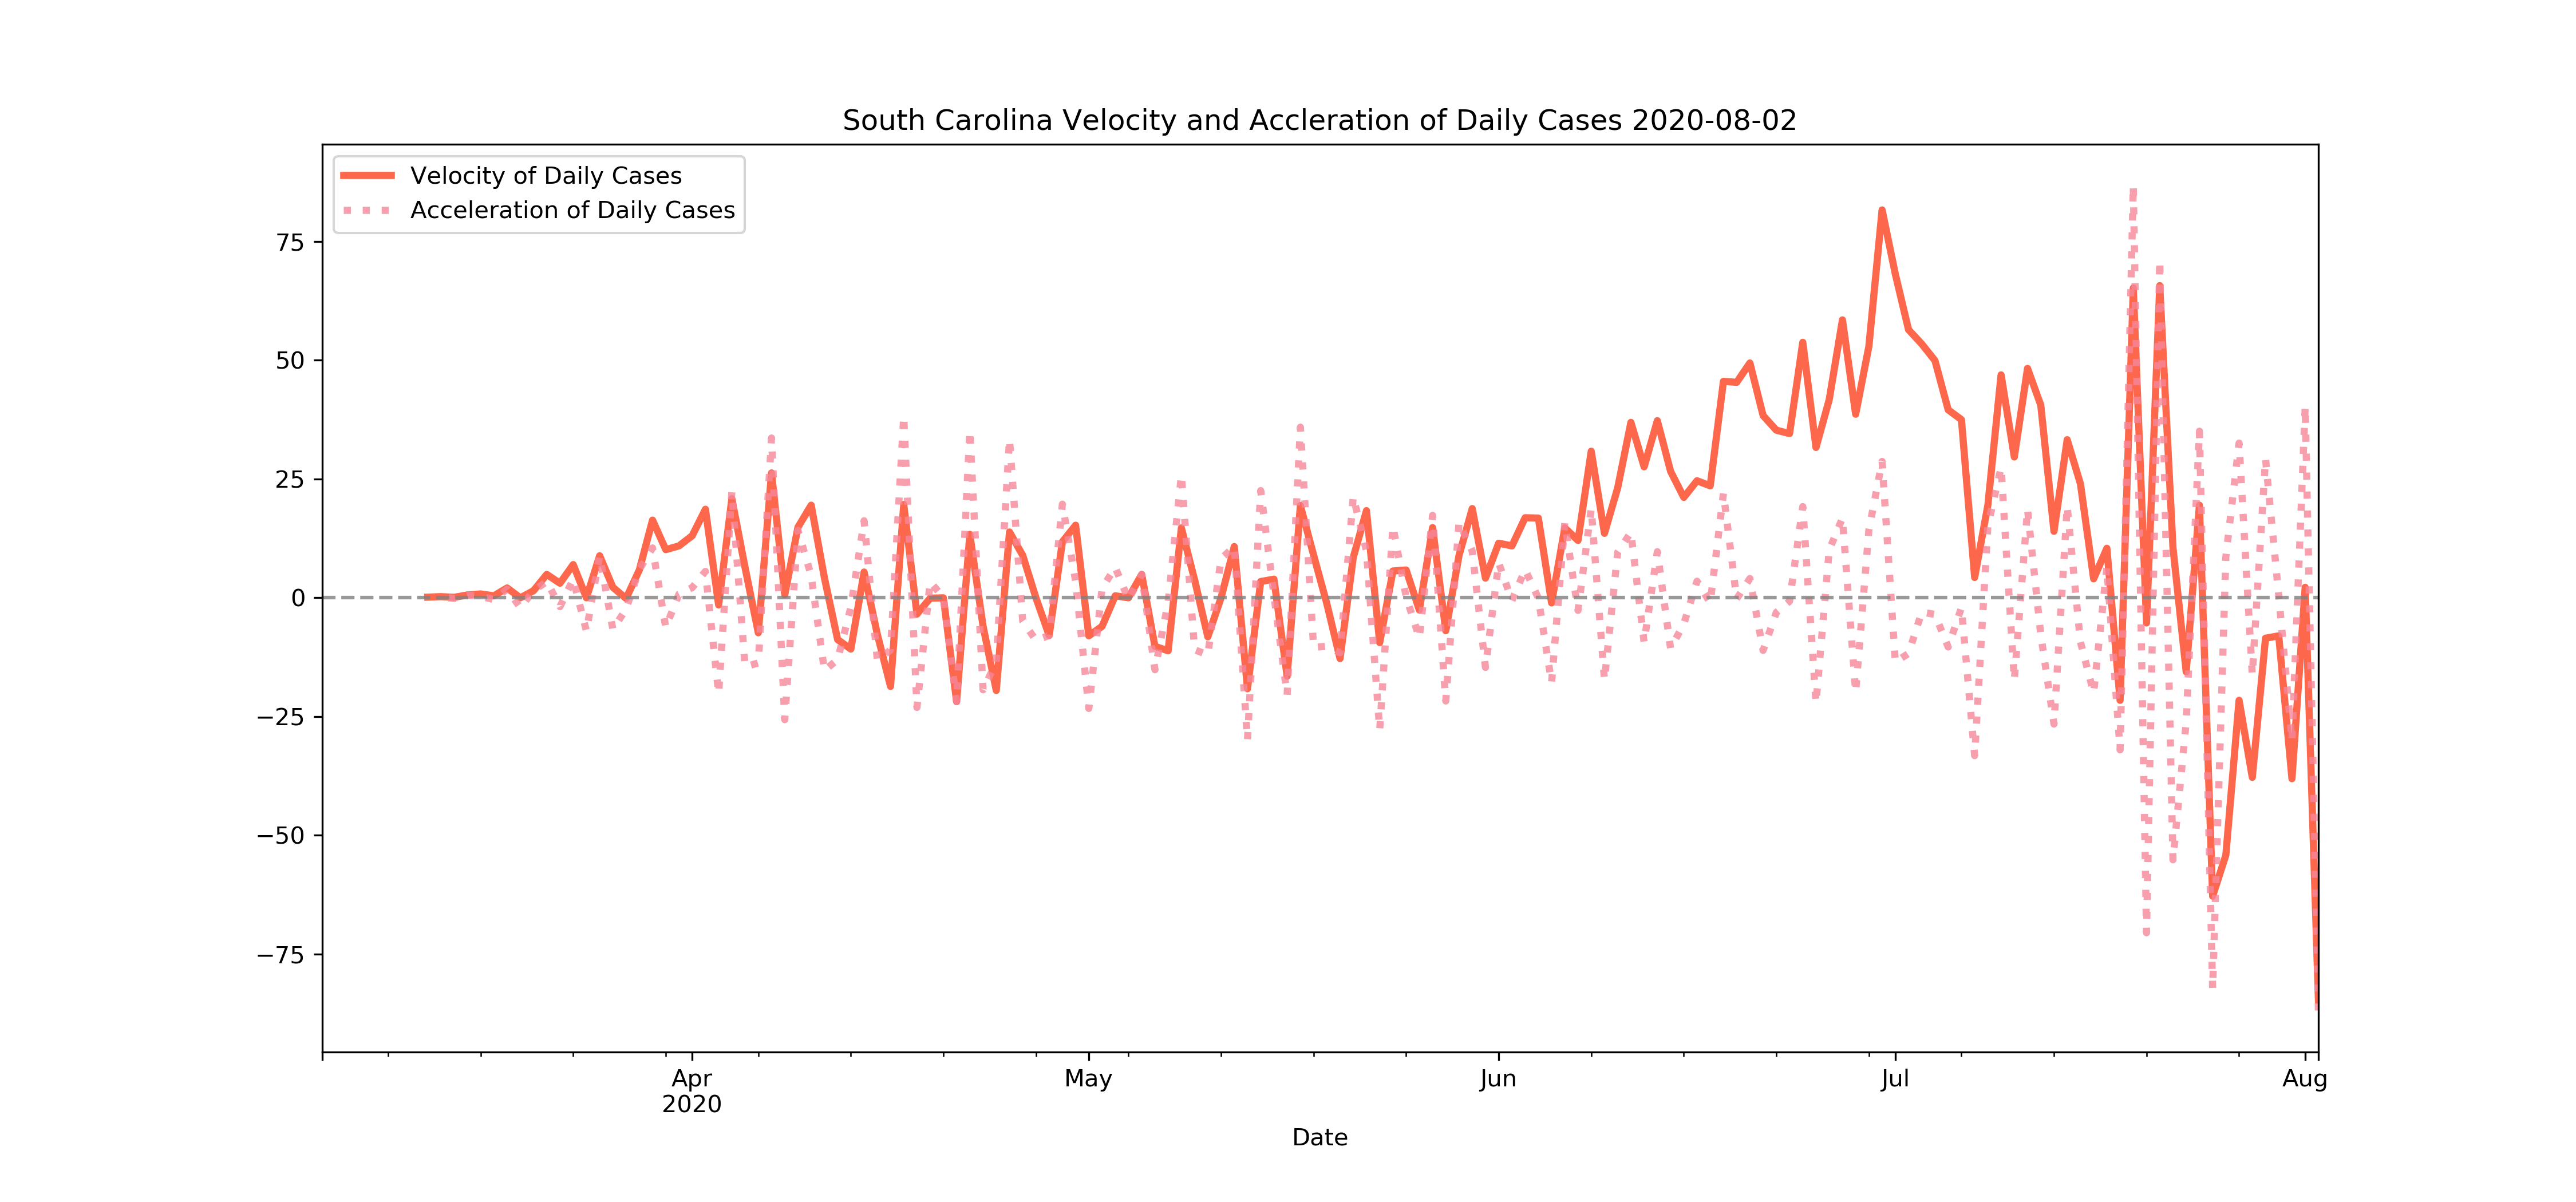 South Carolina Velocity and Accleration of Daily Cases 2020-08-02
Velocity of Daily Cases
Acceleration of Daily Cases
75
50
25
0
−25
−50
−75
Apr
2020
May
Jun
Jul
Aug
Date